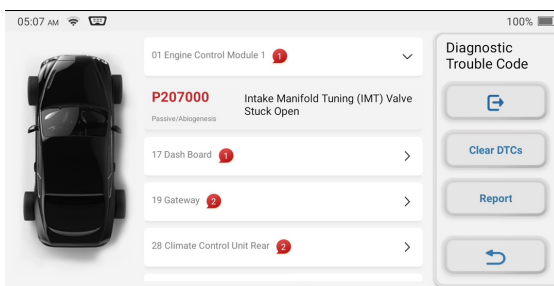 05:07 AM
100%
01 Engine Control Module 1 1
P207000
Passive/Abiogenesis
Intake Manifold Tuning (IMT) Valve
Stuck Open
17 Dash Board 1
19 Gateway 2
28 Climate Control Unit Rear 2
Diagnostic
Trouble Code
Clear DTCs
Report